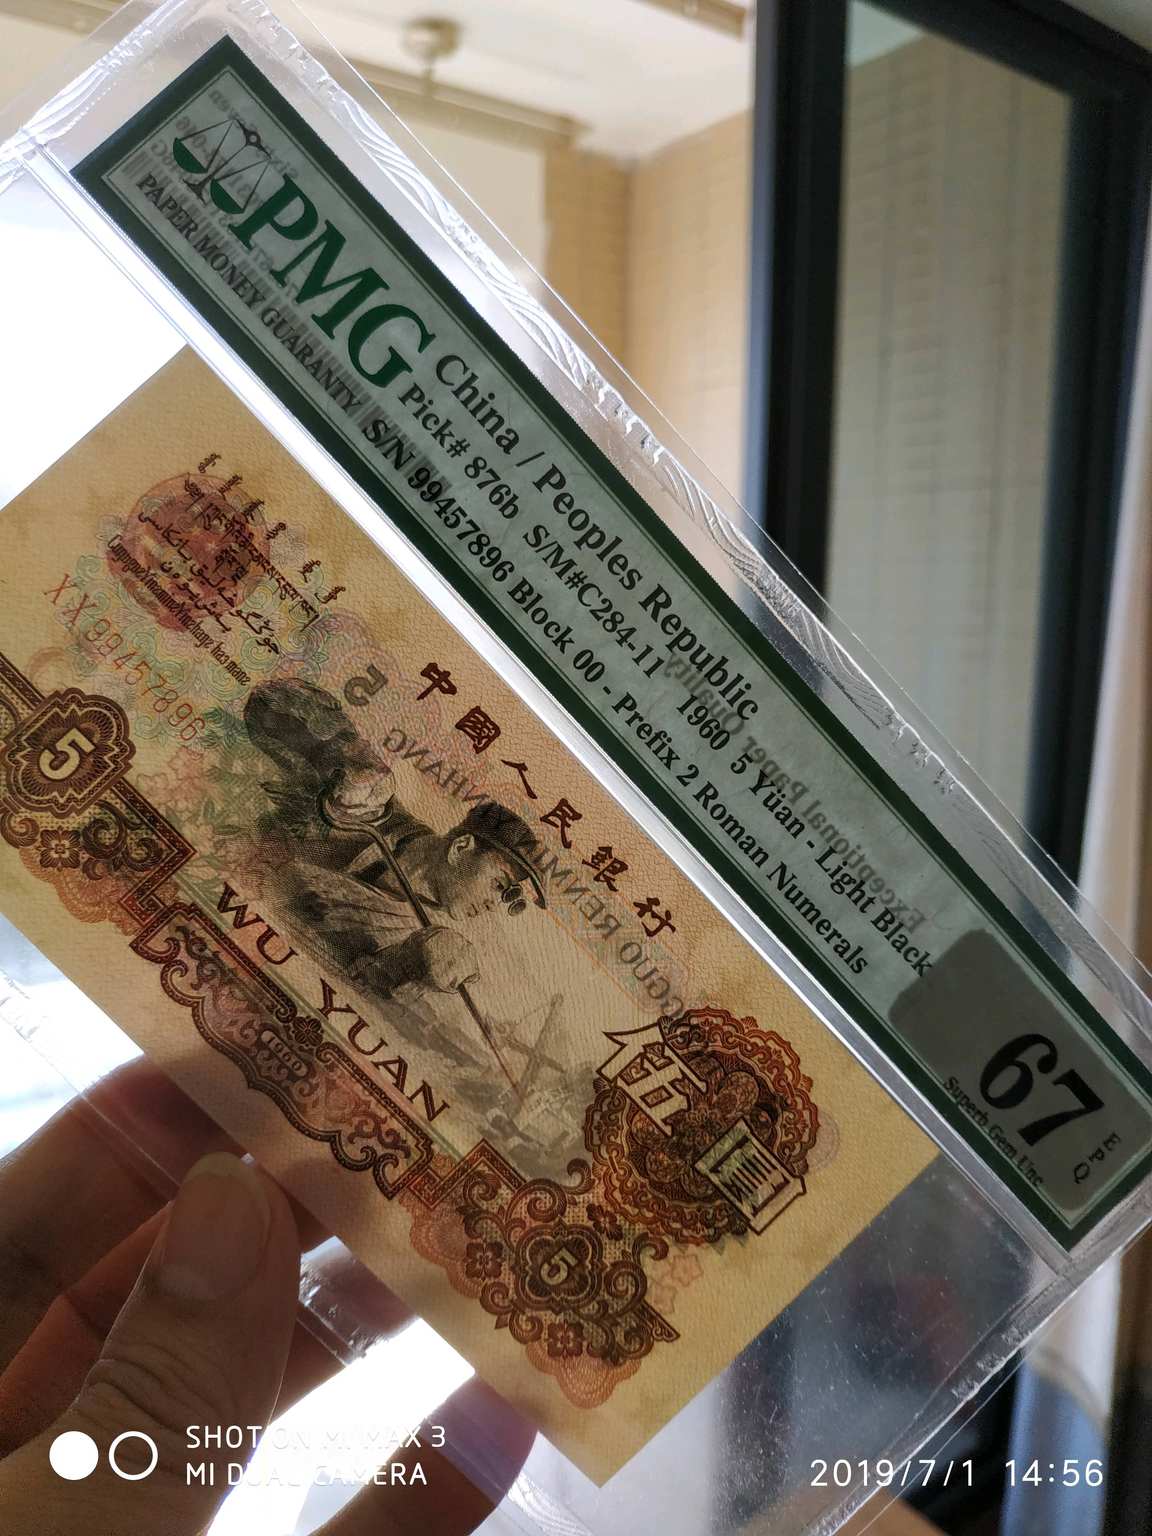 PMG
PAPER MONEY GUARANTY
China / Peoples Republic
Pick# 876b S/M#C284-11 1960 5 Yüan - Light Black
S/N 99457896 Block 00 - Prefix 2 Roman Numerals
67
E
P
Q
Superb Gem Unc
Exceptional Paper Quality
XX 99457896
中國人民銀行
5
WU YUAN
1960
伍圓
5
SHOT ON MI MAX 3
MI DUAL CAMERA
2019/7/1 14:56